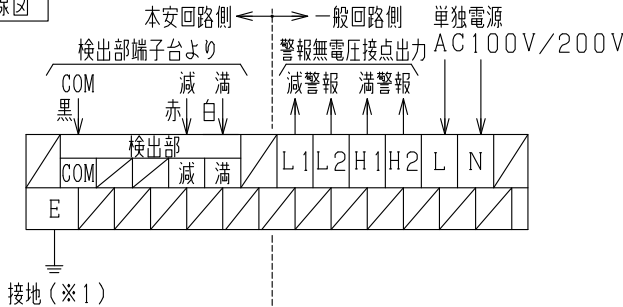 線図
本安回路側 一般回路側 単独電源
検出部端子台より 警報無電圧接点出力 AC100V/200V
COM 減 満 減警報 満警報
黒 赤 白
検出部
COM 減 満 L1 L2 H1 H2 L N
E
接地(※1)